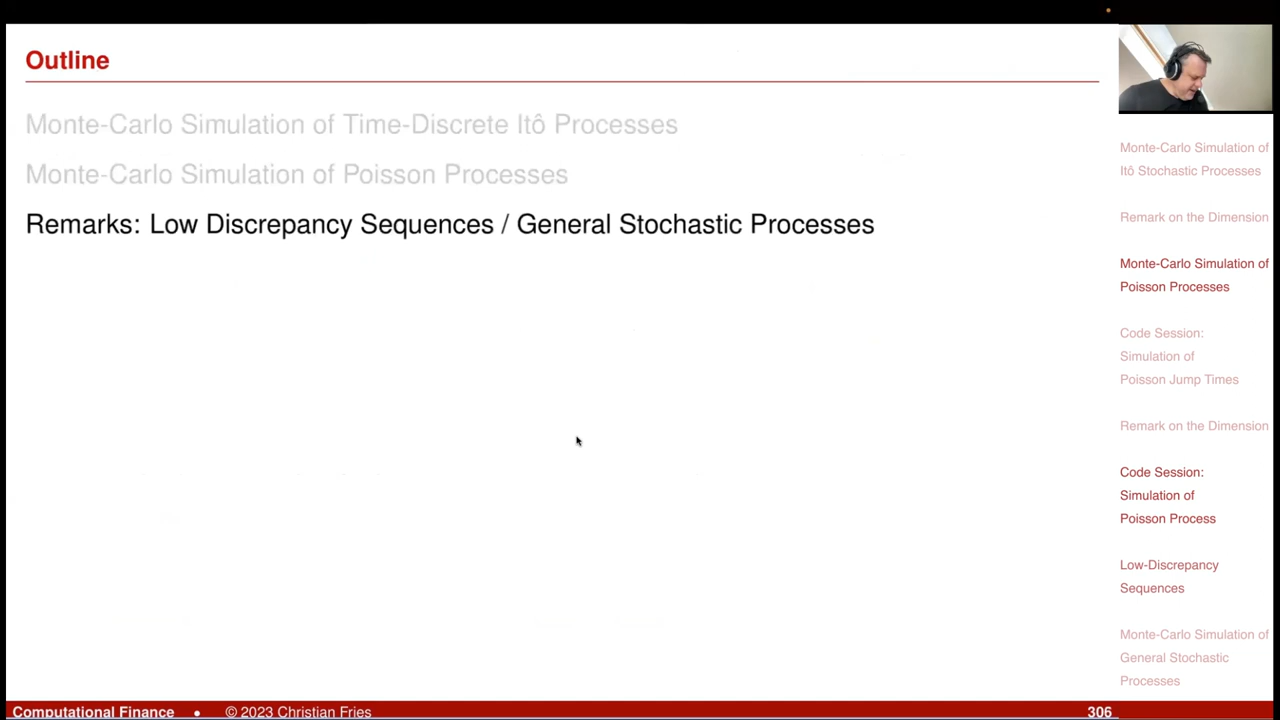 Outline
Monte-Carlo Simulation of Time-Discrete Itô Processes
Monte-Carlo Simulation of Poisson Processes
Remarks: Low Discrepancy Sequences / General Stochastic Processes
Monte-Carlo Simulation of
Itô Stochastic Processes
Remark on the Dimension
Monte-Carlo Simulation of
Poisson Processes
Code Session:
Simulation of
Poisson Jump Times
Remark on the Dimension
Code Session:
Simulation of
Poisson Process
Low-Discrepancy
Sequences
Monte-Carlo Simulation of
General Stochastic
Processes
Computational Finance • © 2023 Christian Fries 306